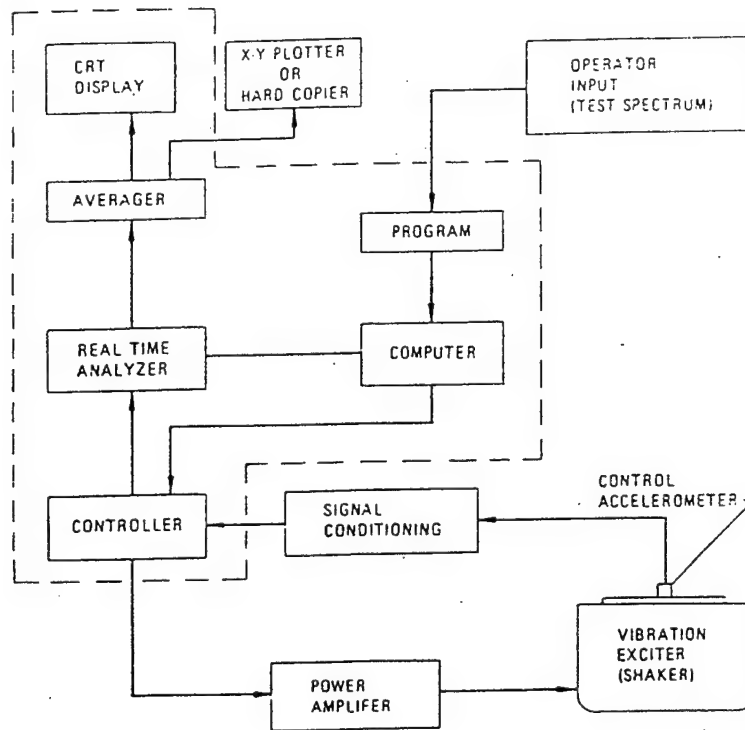 CRT
DISPLAY
X-Y PLOTTER
OR
HARD COPIER
OPERATOR
INPUT
(TEST SPECTRUM)
AVERAGER
PROGRAM
REAL TIME
ANALYZER
COMPUTER
CONTROLLER
SIGNAL
CONDITIONING
CONTROL
ACCELEROMETER
VIBRATION
EXCITER
(SHAKER)
POWER
AMPLIFER